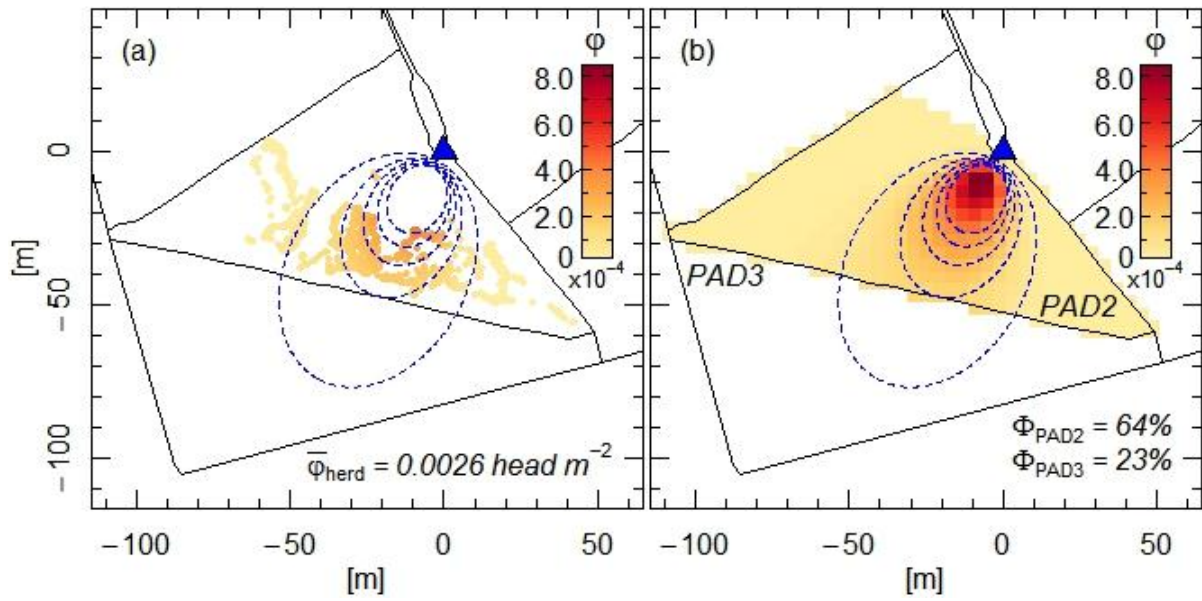 (a)
φ
8.0
6.0
4.0
2.0
0
x10⁻⁴
φ̅herd = 0.0026 head m⁻²
0
−50
−100
[m]
−100
−50
0
50
[m]
(b)
φ
8.0
6.0
4.0
2.0
0
x10⁻⁴
PAD3
PAD2
ΦPAD2 = 64%
ΦPAD3 = 23%
−100
−50
0
50
[m]